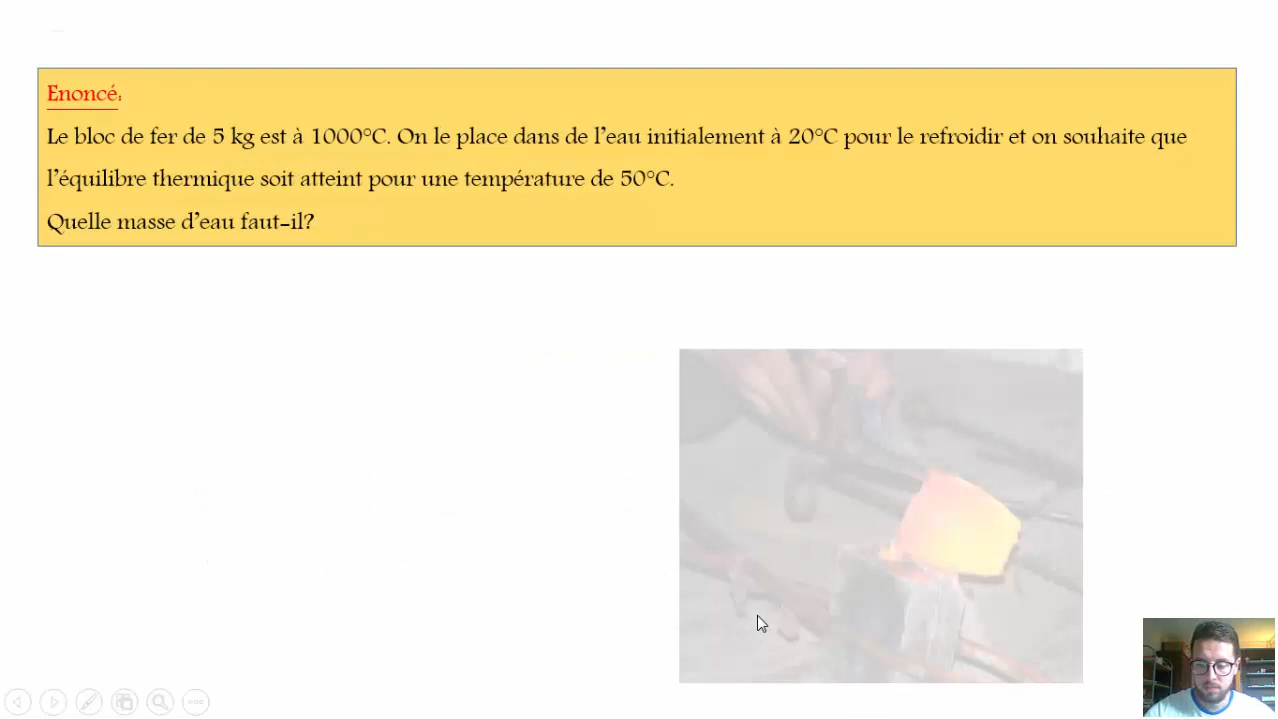 Enoncé:
Le bloc de fer de 5 kg est à 1000°C. On le place dans de l’eau initialement à 20°C pour le refroidir et on souhaite que
l’équilibre thermique soit atteint pour une température de 50°C.
Quelle masse d’eau faut-il?